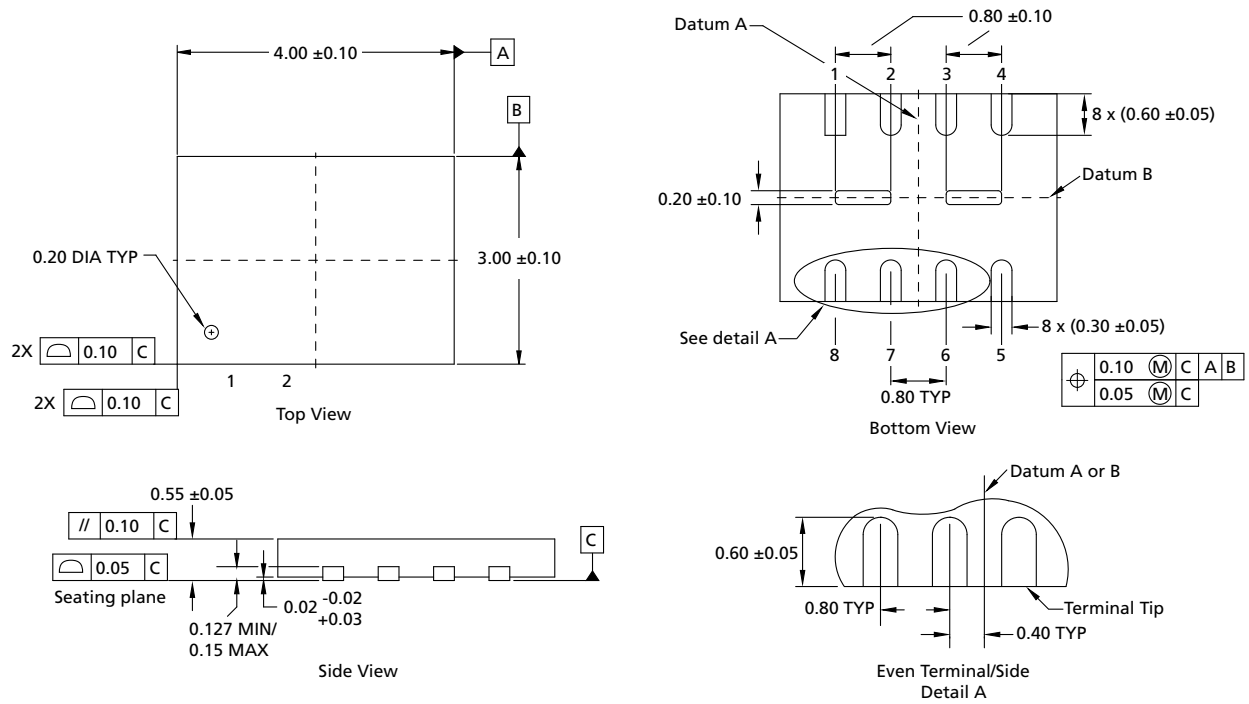 4.00 ±0.10
A
B
0.20 DIA TYP
3.00 ±0.10
2X ⌓ 0.10 C
1 2
2X ⌓ 0.10 C
Top View
Datum A
0.80 ±0.10
1 2 3 4
8 x (0.60 ±0.05)
Datum B
0.20 ±0.10
See detail A
8 x (0.30 ±0.05)
8 7 6 5
0.80 TYP
⌖ 0.10 Ⓜ C A B
0.05 Ⓜ C
Bottom View
0.55 ±0.05
// 0.10 C
⌓ 0.05 C
Seating plane
C
0.02 -0.02
+0.03
0.127 MIN/
0.15 MAX
Side View
Datum A or B
0.60 ±0.05
0.80 TYP
Terminal Tip
0.40 TYP
Even Terminal/Side
Detail A